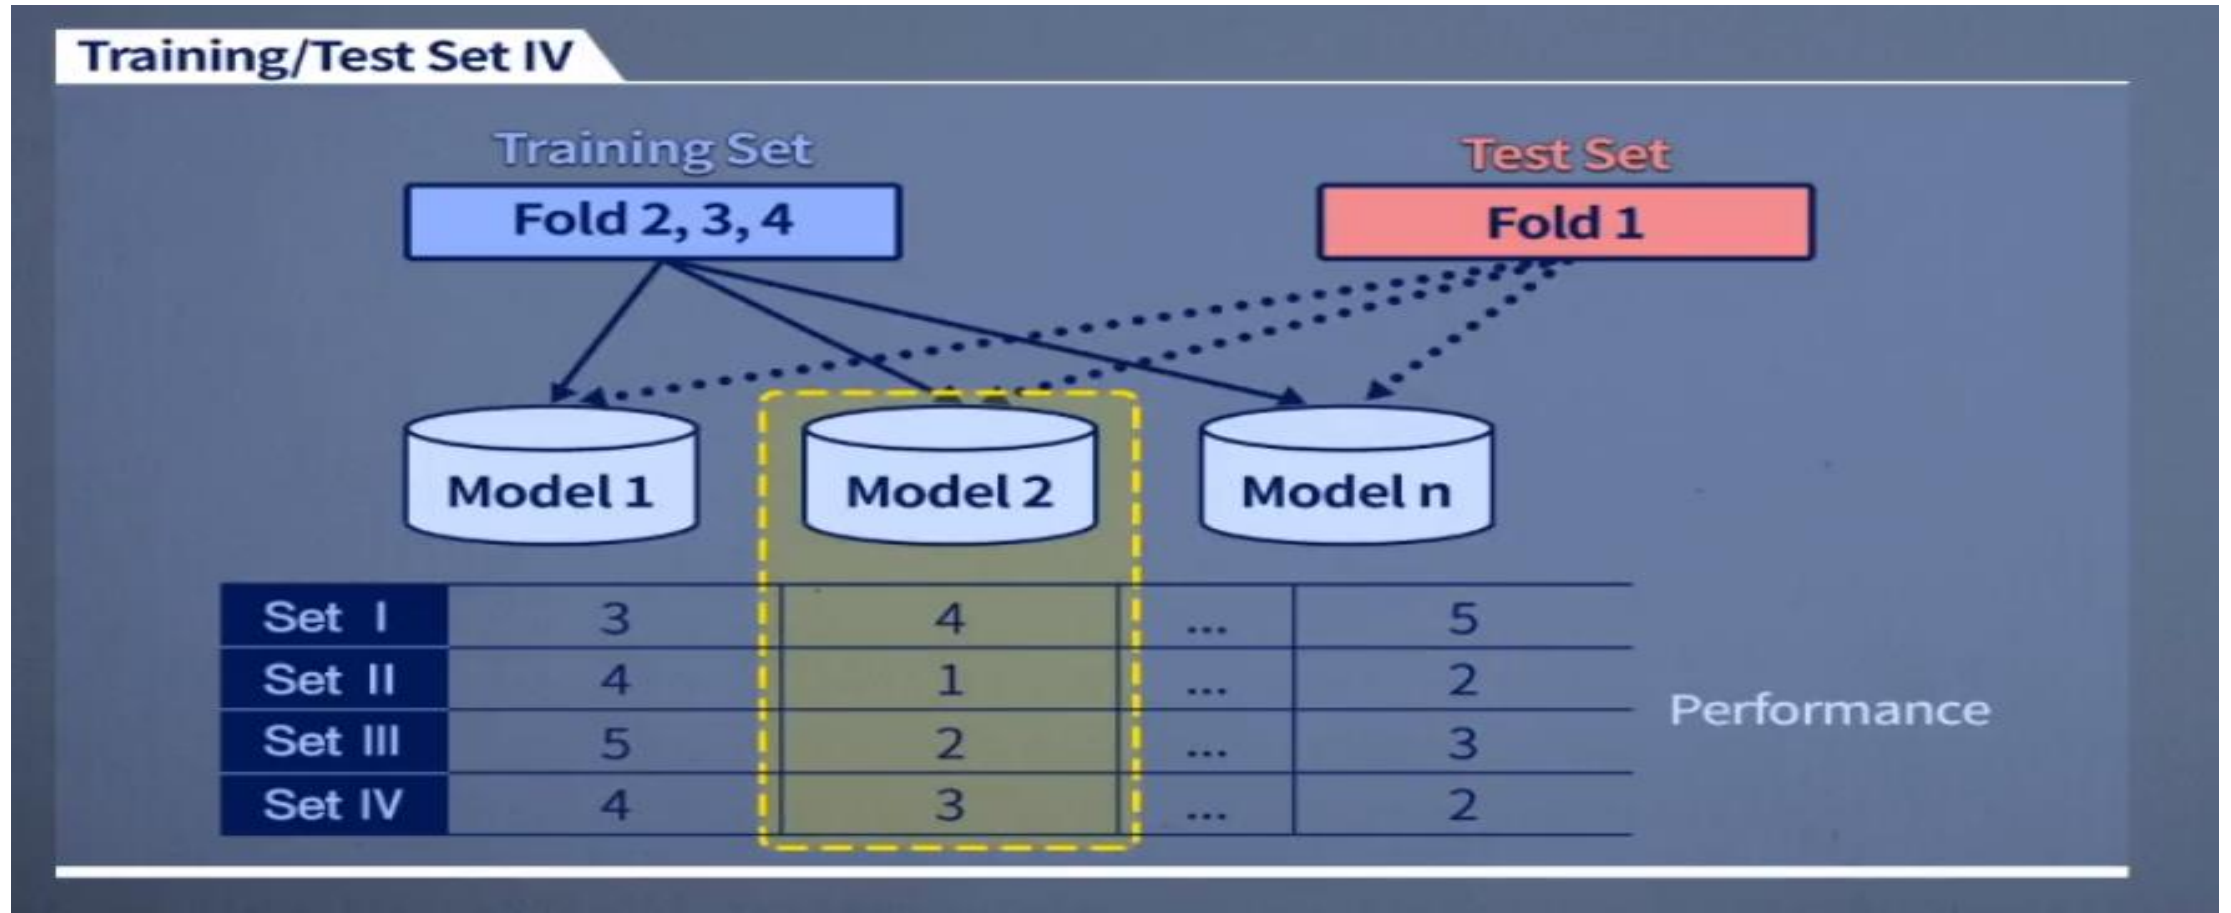 Training/Test Set IV
Training Set
Test Set
Fold 2, 3, 4
Fold 1
Model 1
Model 2
Model n
Set I 3 4 ... 5
Set II 4 1 ... 2
Set III 5 2 ... 3
Set IV 4 3 ... 2
Performance